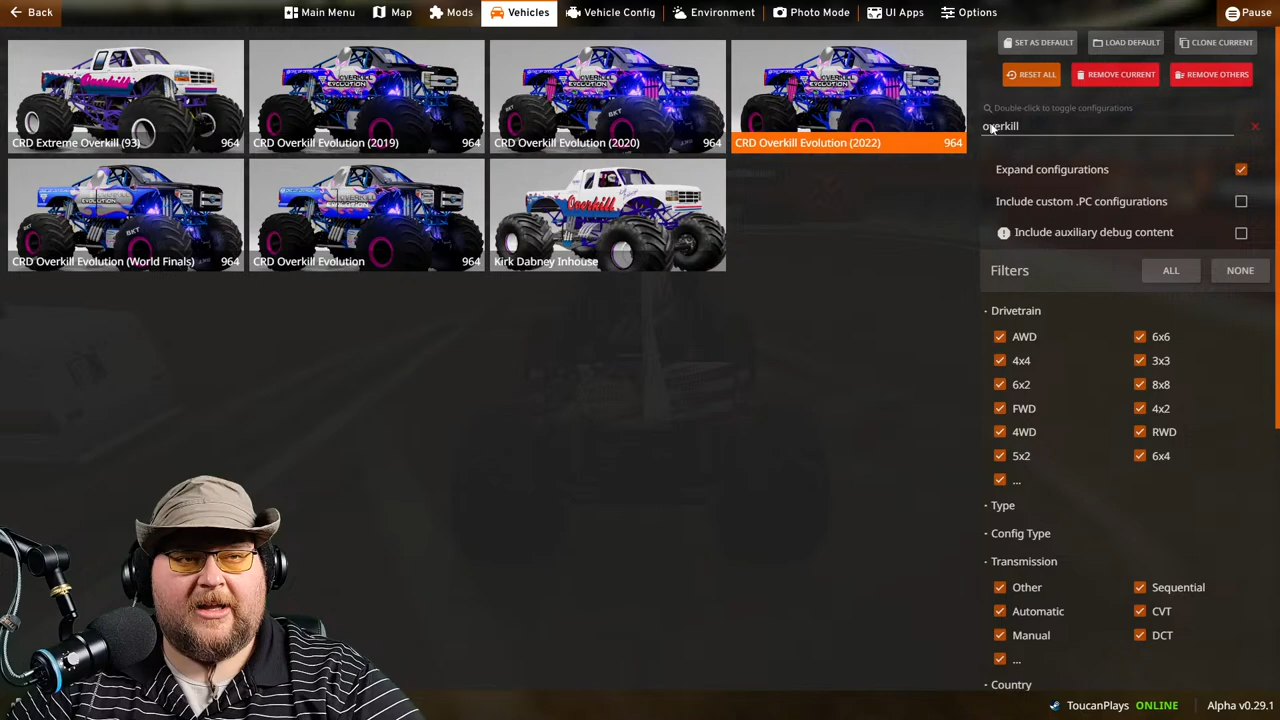 Back
Main Menu
Map
Mods
Vehicles
Vehicle Config
Environment
Photo Mode
UI Apps
Options
Pause
SET AS DEFAULT
LOAD DEFAULT
CLONE CURRENT
RESET ALL
REMOVE CURRENT
REMOVE OTHERS
Double-click to toggle configurations
overkill
CRD Extreme Overkill (93) 964
CRD Overkill Evolution (2019) 964
CRD Overkill Evolution (2020) 964
CRD Overkill Evolution (2022) 964
CRD Overkill Evolution (World Finals) 964
CRD Overkill Evolution 964
Kirk Dabney Inhouse
Expand configurations
Include custom .PC configurations
Include auxiliary debug content
Filters
ALL
NONE
- Drivetrain
AWD 6x6
4x4 3x3
6x2 8x8
FWD 4x2
4WD RWD
5x2 6x4
...
- Type
- Config Type
- Transmission
Other Sequential
Automatic CVT
Manual DCT
...
- Country
ToucanPlays ONLINE
Alpha v0.29.1